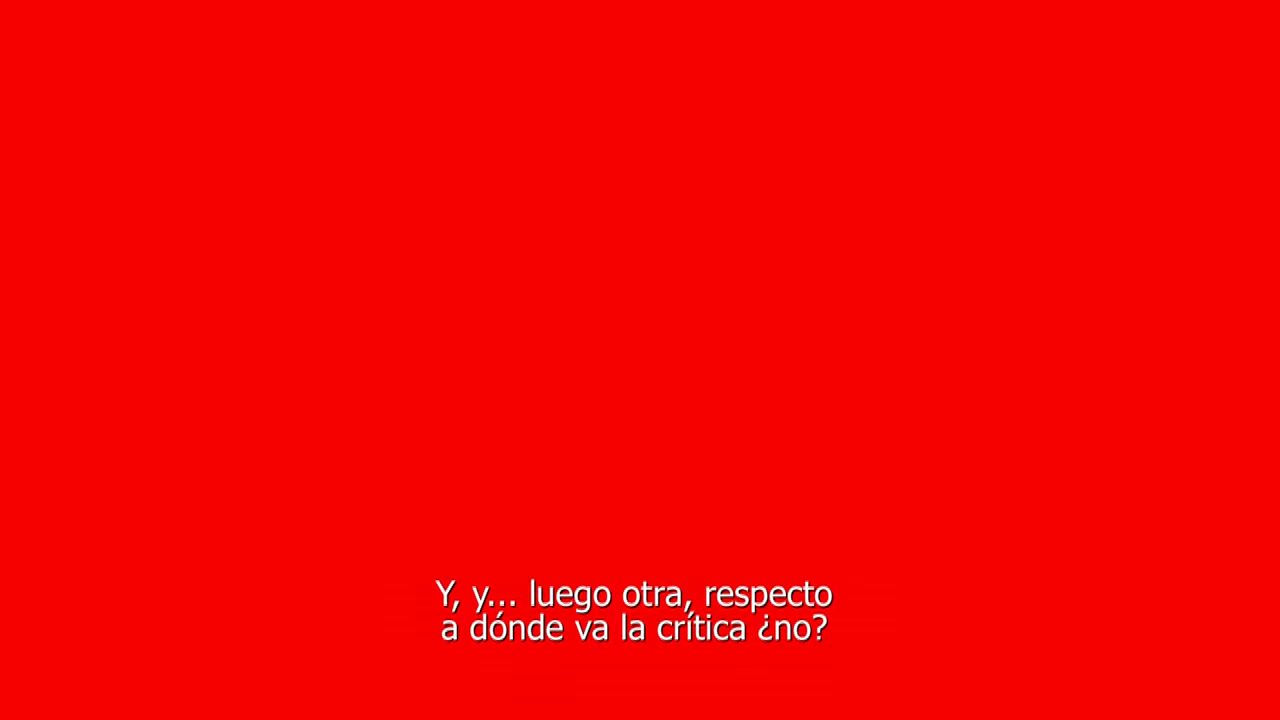 Y, y... luego otra, respecto
a dónde va la crítica ¿no?